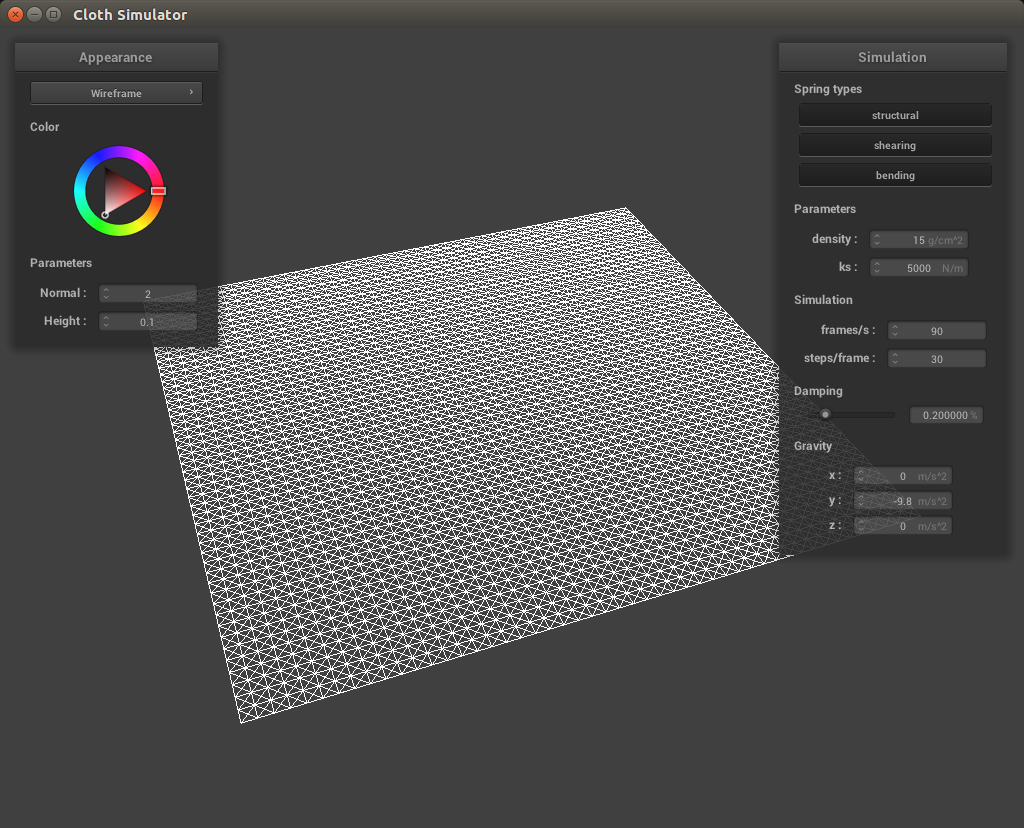 Cloth Simulator
Appearance
Wireframe
Color
Parameters
Normal : 2
Height : 0.1
Simulation
Spring types
structural
shearing
bending
Parameters
density : 15 g/cm^2
ks : 5000 N/m
Simulation
frames/s : 90
steps/frame : 30
Damping
0.200000 %
Gravity
x : 0 m/s^2
y : -9.8 m/s^2
z : 0 m/s^2